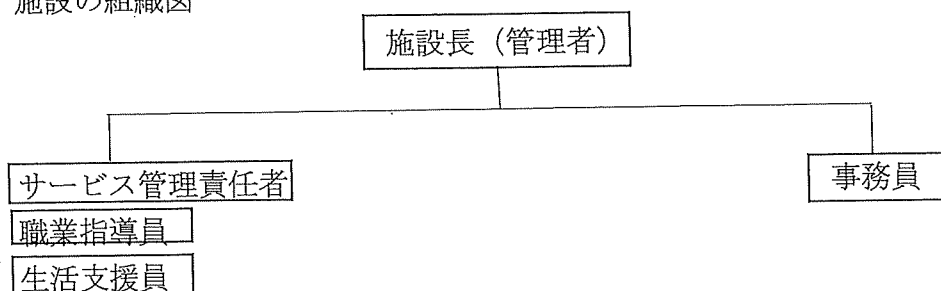 施設の組織図
施設長（管理者）
サービス管理責任者
事務員
職業指導員
生活支援員